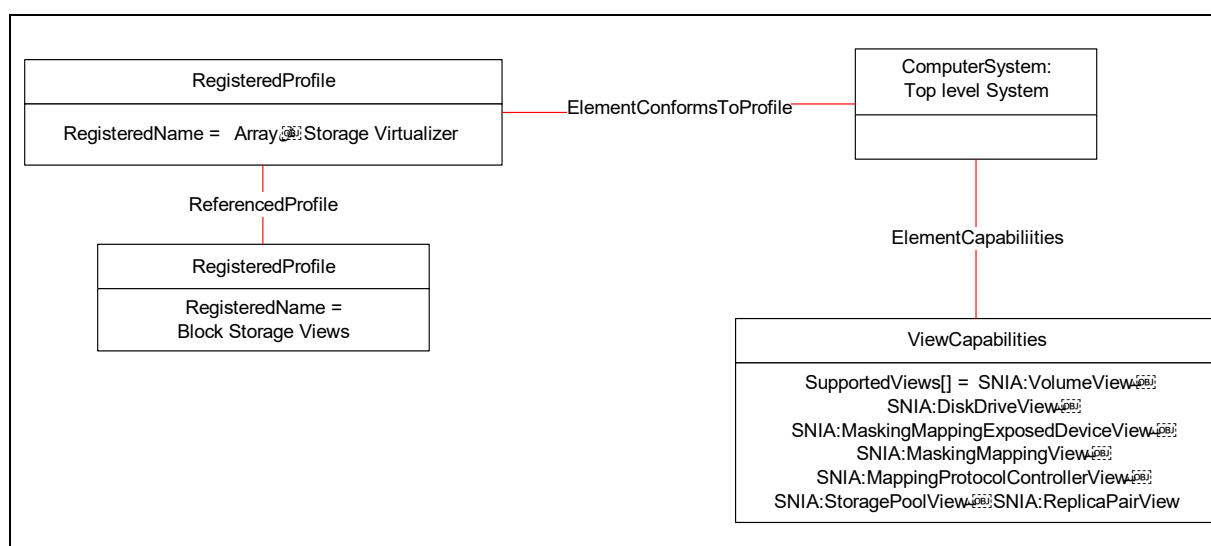 RegisteredProfile
RegisteredName = Array￼Storage Virtualizer
ElementConformsToProfile
ComputerSystem:
Top level System
ReferencedProfile
RegisteredProfile
RegisteredName =
Block Storage Views
ElementCapabiliities
ViewCapabilities
SupportedViews[] = SNIA:VolumeView￼
SNIA:DiskDriveView￼
SNIA:MaskingMappingExposedDeviceView￼
SNIA:MaskingMappingView￼
SNIA:MappingProtocolControllerView￼
SNIA:StoragePoolView￼SNIA:ReplicaPairView